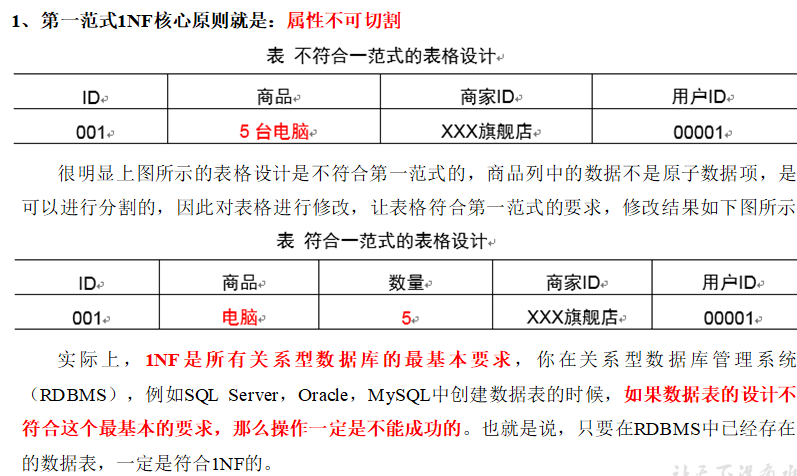 1、第一范式1NF核心原则就是：属性不可切割
表 不符合一范式的表格设计
ID 商品 商家ID 用户ID
001 5 台电脑 XXX旗舰店 00001
很明显上图所示的表格设计是不符合第一范式的，商品列中的数据不是原子数据项，是
可以进行分割的，因此对表格进行修改，让表格符合第一范式的要求，修改结果如下图所示
表 符合一范式的表格设计
ID 商品 数量 商家ID 用户ID
001 电脑 5 XXX旗舰店 00001
实际上，1NF是所有关系型数据库的最基本要求，你在关系型数据库管理系统
（RDBMS），例如SQL Server，Oracle，MySQL中创建数据表的时候，如果数据表的设计不
符合这个最基本的要求，那么操作一定是不能成功的。也就是说，只要在RDBMS中已经存在
的数据表，一定是符合1NF的。